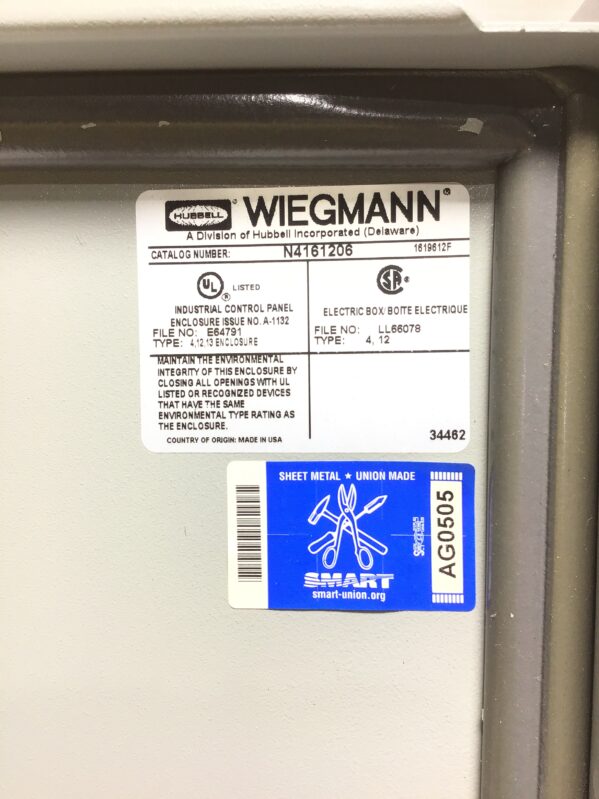 HUBBELL ® WIEGMANN®
A Division of Hubbell Incorporated (Delaware)
CATALOG NUMBER: N4161206 1619612F
UL ® LISTED
INDUSTRIAL CONTROL PANEL
ENCLOSURE ISSUE NO. A-1132
FILE NO: E64791
TYPE: 4,12,13 ENCLOSURE
SA ®
ELECTRIC BOX/BOITE ELECTRIQUE
FILE NO: LL66078
TYPE: 4, 12
MAINTAIN THE ENVIRONMENTAL
INTEGRITY OF THIS ENCLOSURE BY
CLOSING ALL OPENINGS WITH UL
LISTED OR RECOGNIZED DEVICES
THAT HAVE THE SAME
ENVIRONMENTAL TYPE RATING AS
THE ENCLOSURE.
COUNTRY OF ORIGIN: MADE IN USA
34462
SHEET METAL ★ UNION MADE
SMART
smart-union.org
AG0505